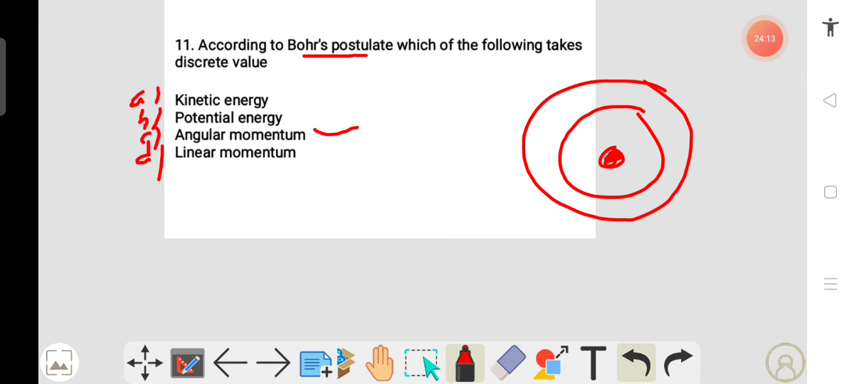 24:13
11. According to Bohr's postulate which of the following takes
discrete value
a) Kinetic energy
b) Potential energy
c) Angular momentum
d) Linear momentum
T